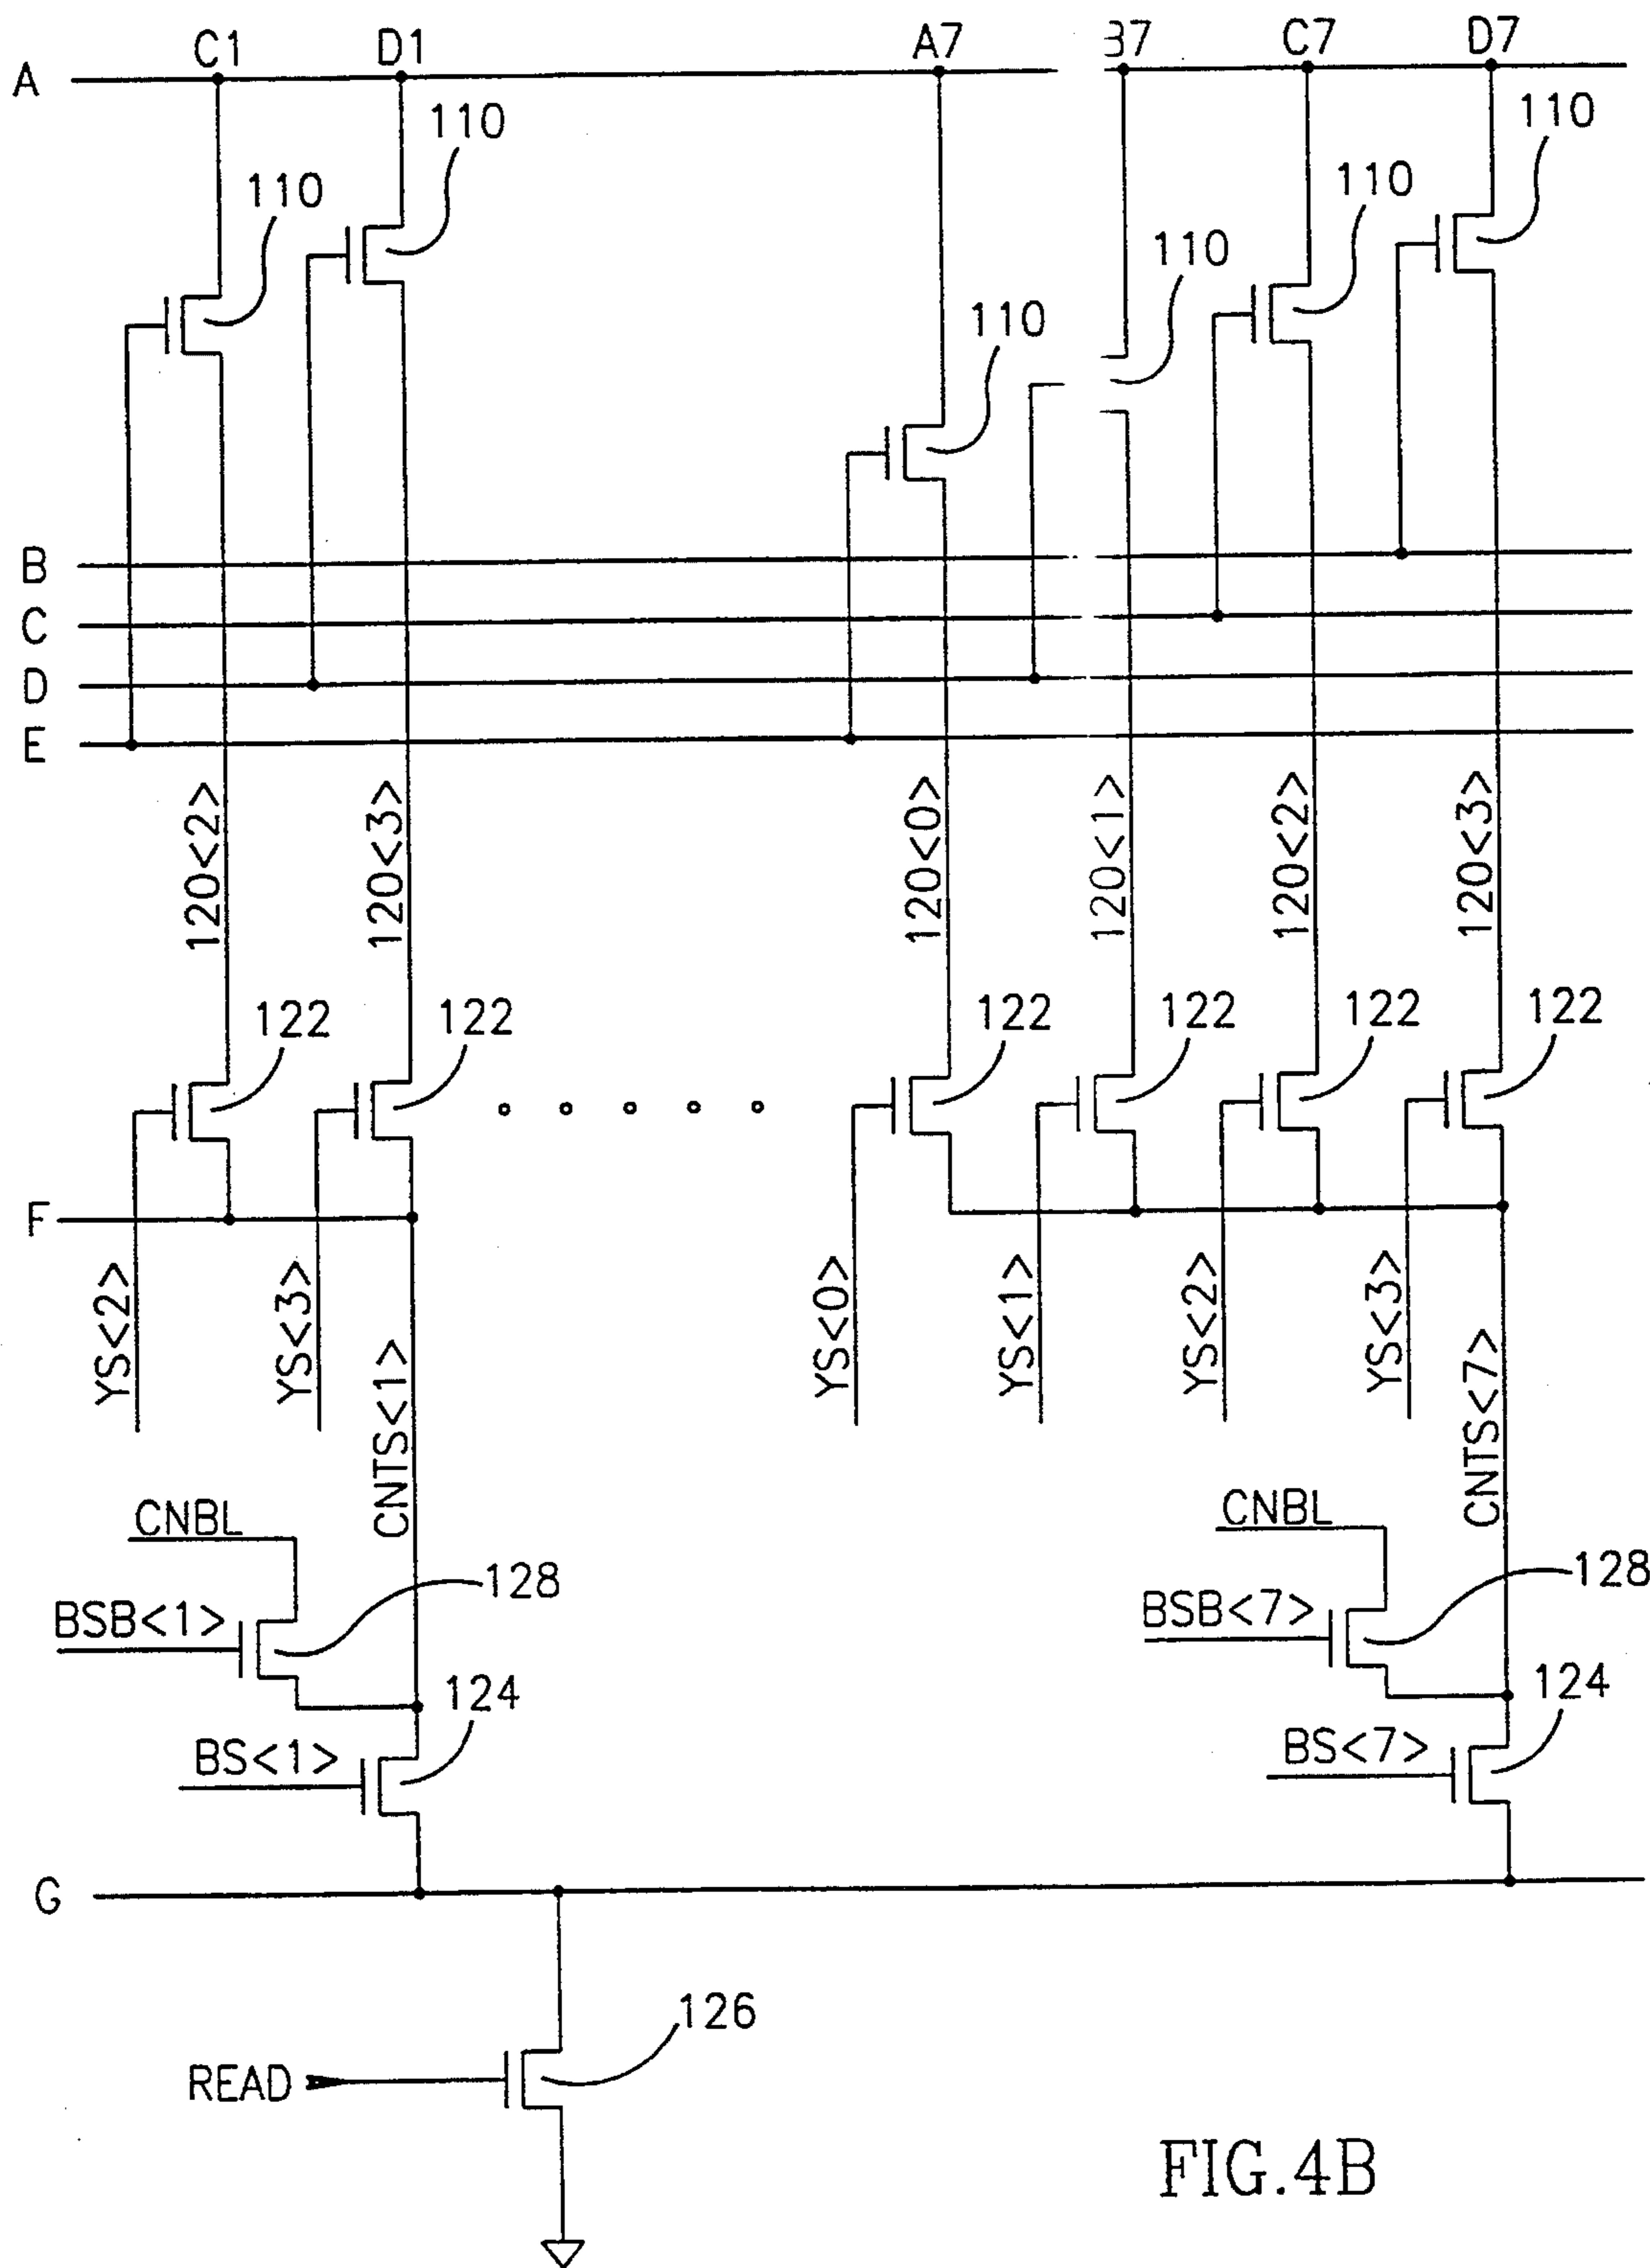 C1 D1 A7 B7 C7 D7
A
110 110 110 110 110 110
B
C
D
E
120<2> 120<3> 120<0> 120<1> 120<2> 120<3>
122 122 122 122 122 122
F
YS<2> YS<3> YS<0> YS<1> YS<2> YS<3>
CNTS<1> CNTS<7>
CNBL CNBL
128 128
BSB<1> BSB<7>
124 124
BS<1> BS<7>
G
126
READ
FIG.4B